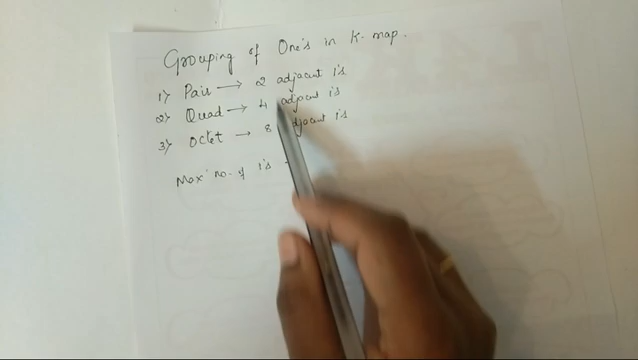 Grouping of One's in K-map.
1) Pair → 2 adjacent 1's
2) Quad → 4 adjacent 1's
3) Octet → 8 adjacent 1's
Max no. of 1's